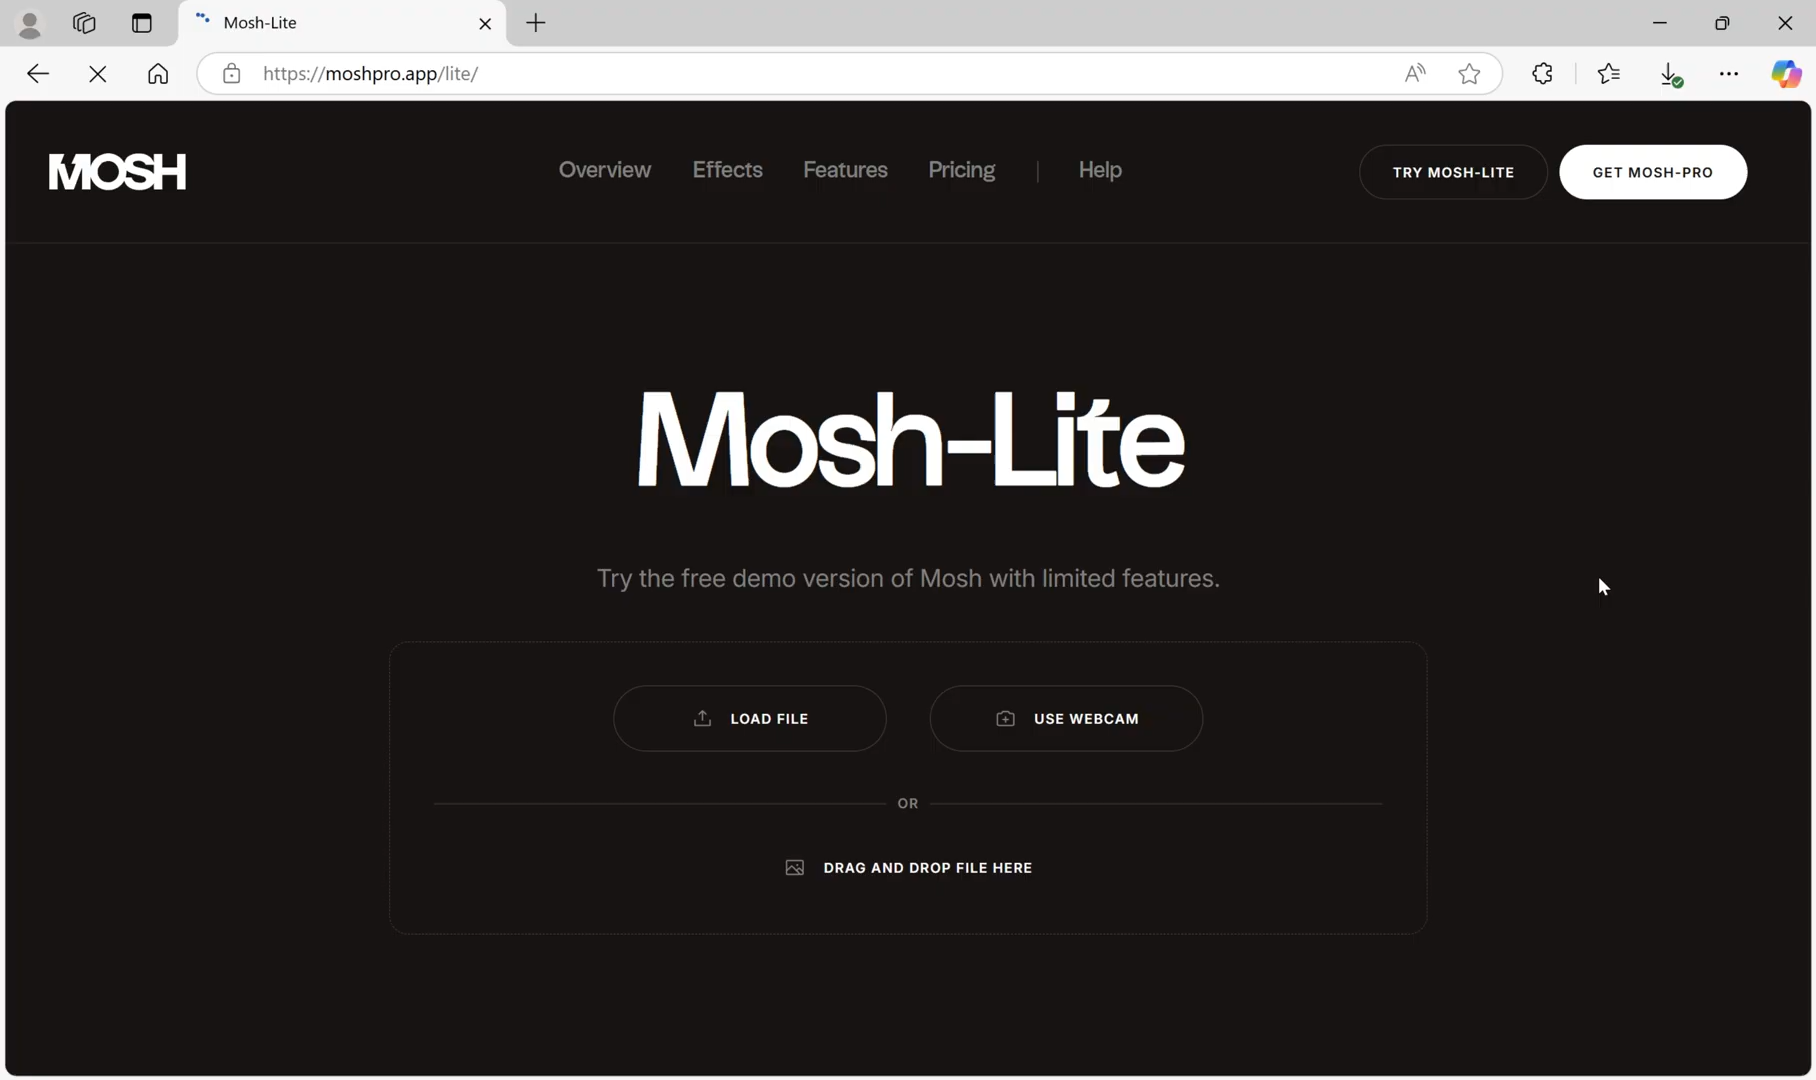 Mosh-Lite
https://moshpro.app/lite/
MOSH
Overview
Effects
Features
Pricing
Help
TRY MOSH-LITE
GET MOSH-PRO
Mosh-Lite
Try the free demo version of Mosh with limited features.
LOAD FILE
USE WEBCAM
OR
DRAG AND DROP FILE HERE